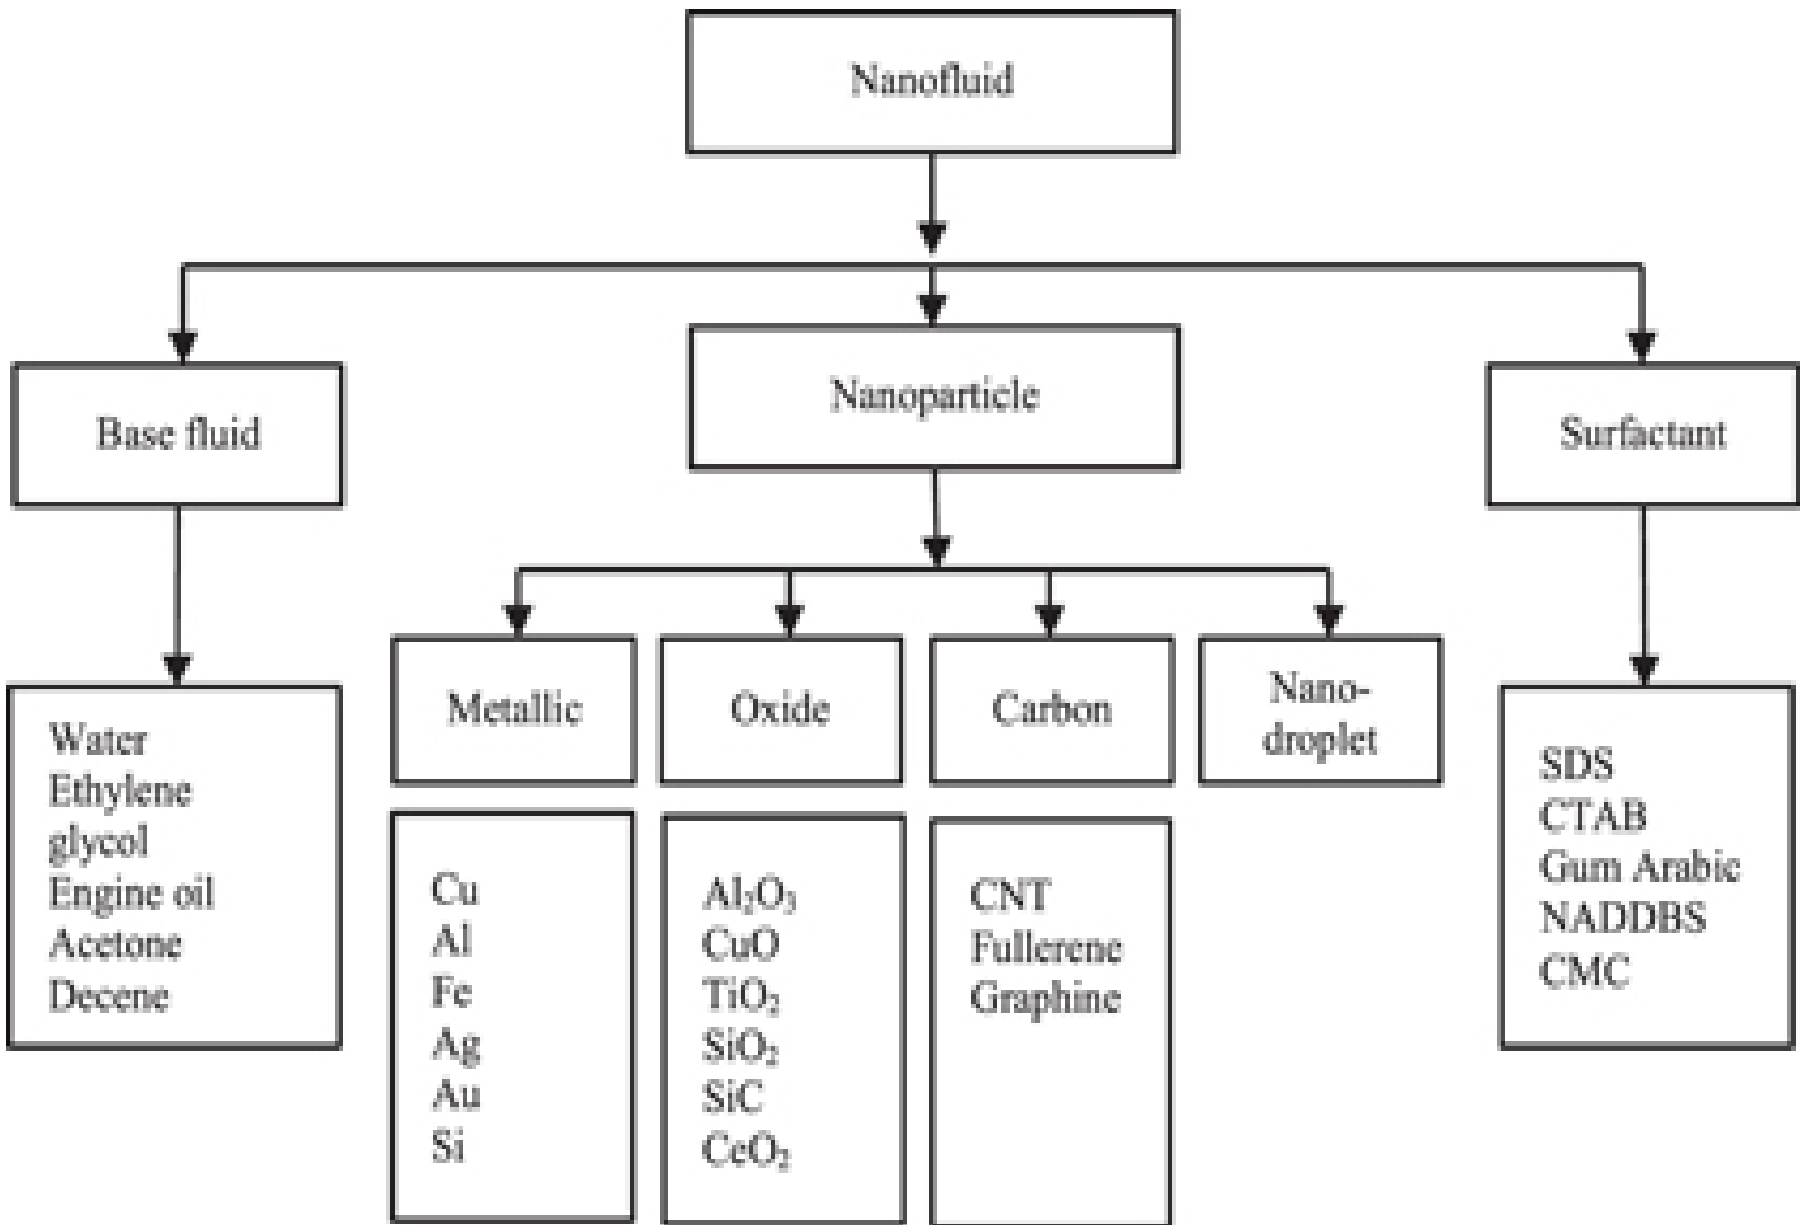 Nanofluid
Base fluid
Nanoparticle
Surfactant
Metallic
Oxide
Carbon
Nano-
droplet
Water
Ethylene
glycol
Engine oil
Acetone
Decene
Cu
Al
Fe
Ag
Au
Si
Al₂O₃
CuO
TiO₂
SiO₂
SiC
CeO₂
CNT
Fullerene
Graphine
SDS
CTAB
Gum Arabic
NADDBS
CMC